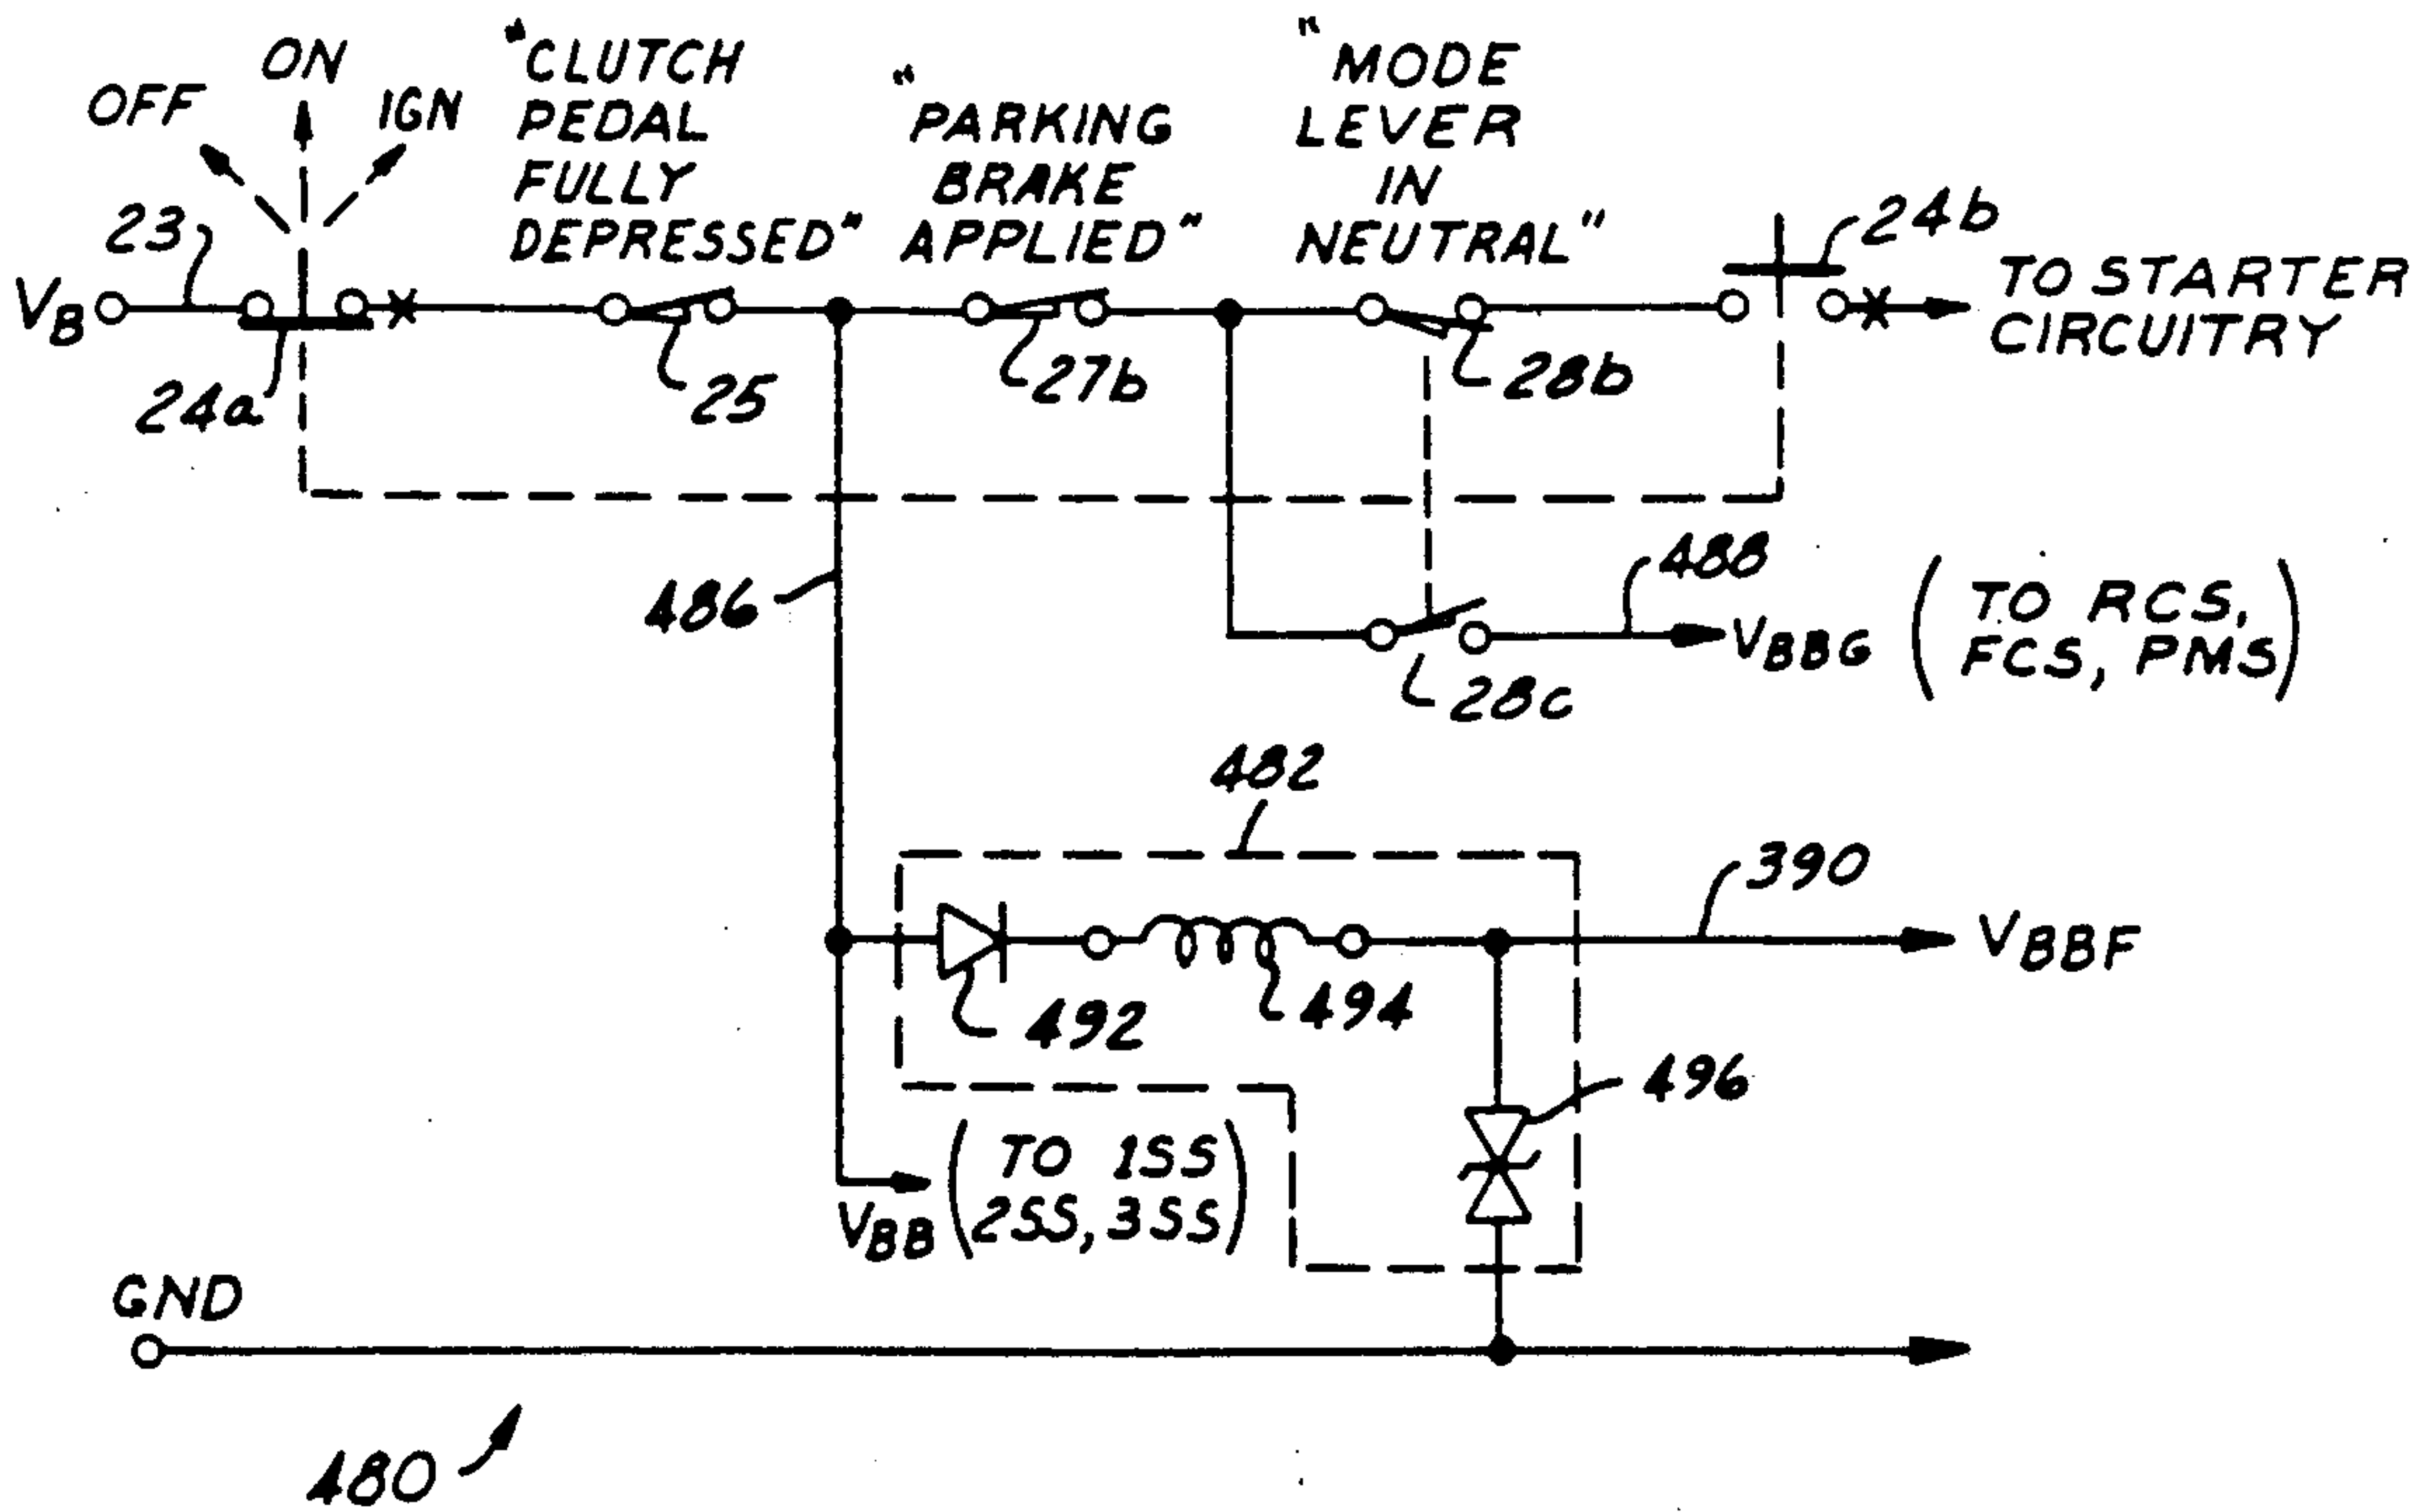 OFF
ON
IGN
"CLUTCH
PEDAL
FULLY
DEPRESSED"
"PARKING
BRAKE
APPLIED"
"MODE
LEVER
IN
NEUTRAL"
23
24b
VB
TO STARTER
CIRCUITRY
24a
25
27b
28b
486
488
VBBG (TO RCS,
FCS, PMS)
28c
482
390
VBBF
492
494
496
VBB (TO 1SS
2SS, 3SS)
GND
480